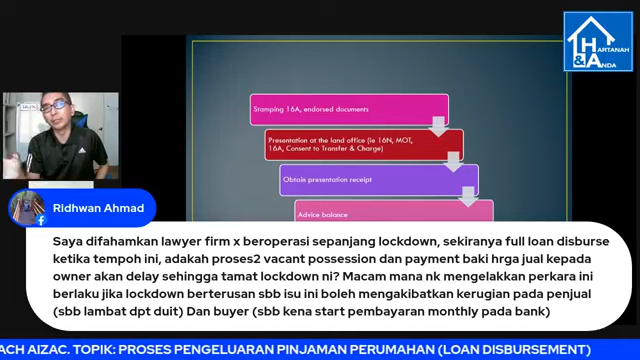 HARTANAH
&
ANDA
Stamping 16A, endorsed documents
Presentation at the land office (ie 16N, MOT,
16A, Consent to Transfer & Charge)
Obtain presentation receipt
Advice balance
Ridhwan Ahmad
Saya difahamkan lawyer firm x beroperasi sepanjang lockdown, sekiranya full loan disburse
ketika tempoh ini, adakah proses2 vacant possession dan payment baki hrga jual kepada
owner akan delay sehingga tamat lockdown ni? Macam mana nk mengelakkan perkara ini
berlaku jika lockdown berterusan sbb isu ini boleh mengakibatkan kerugian pada penjual
(sbb lambat dpt duit) Dan buyer (sbb kena start pembayaran monthly pada bank)
ACH AIZAC. TOPIK: PROSES PENGELUARAN PINJAMAN PERUMAHAN (LOAN DISBURSEMENT)